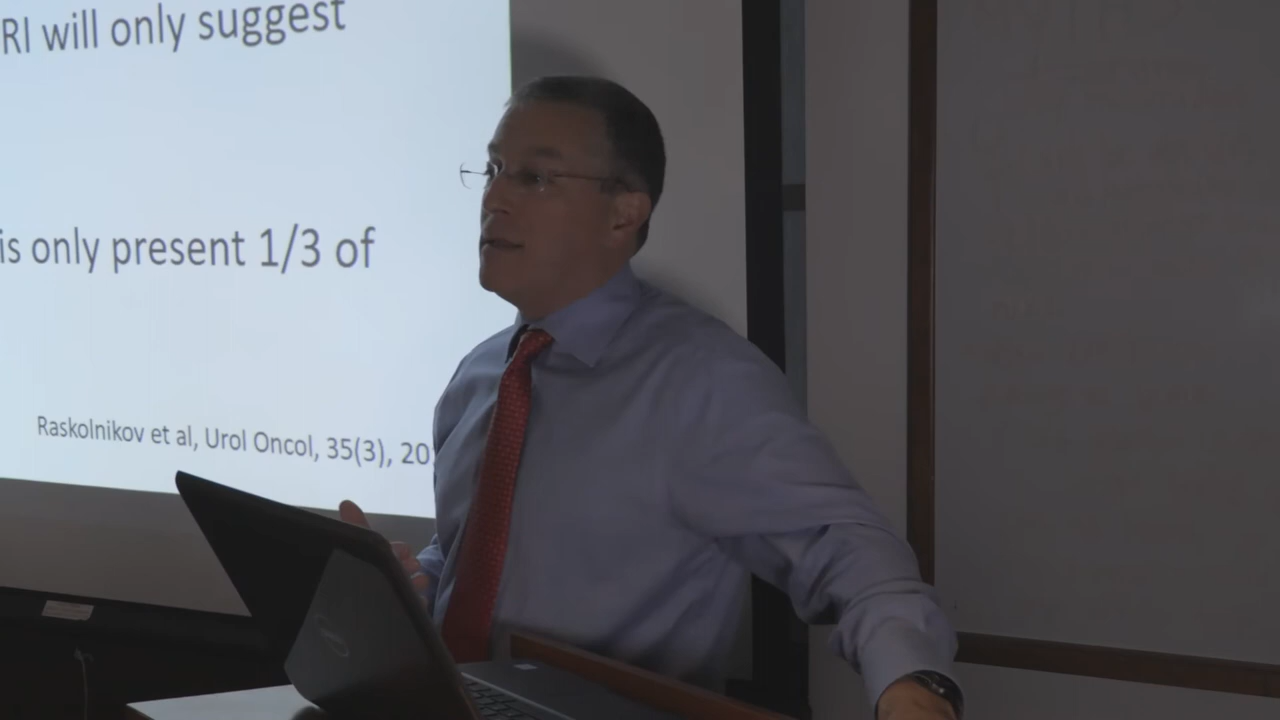 RI will only suggest
is only present 1/3 of
Raskolnikov et al, Urol Oncol, 35(3), 20